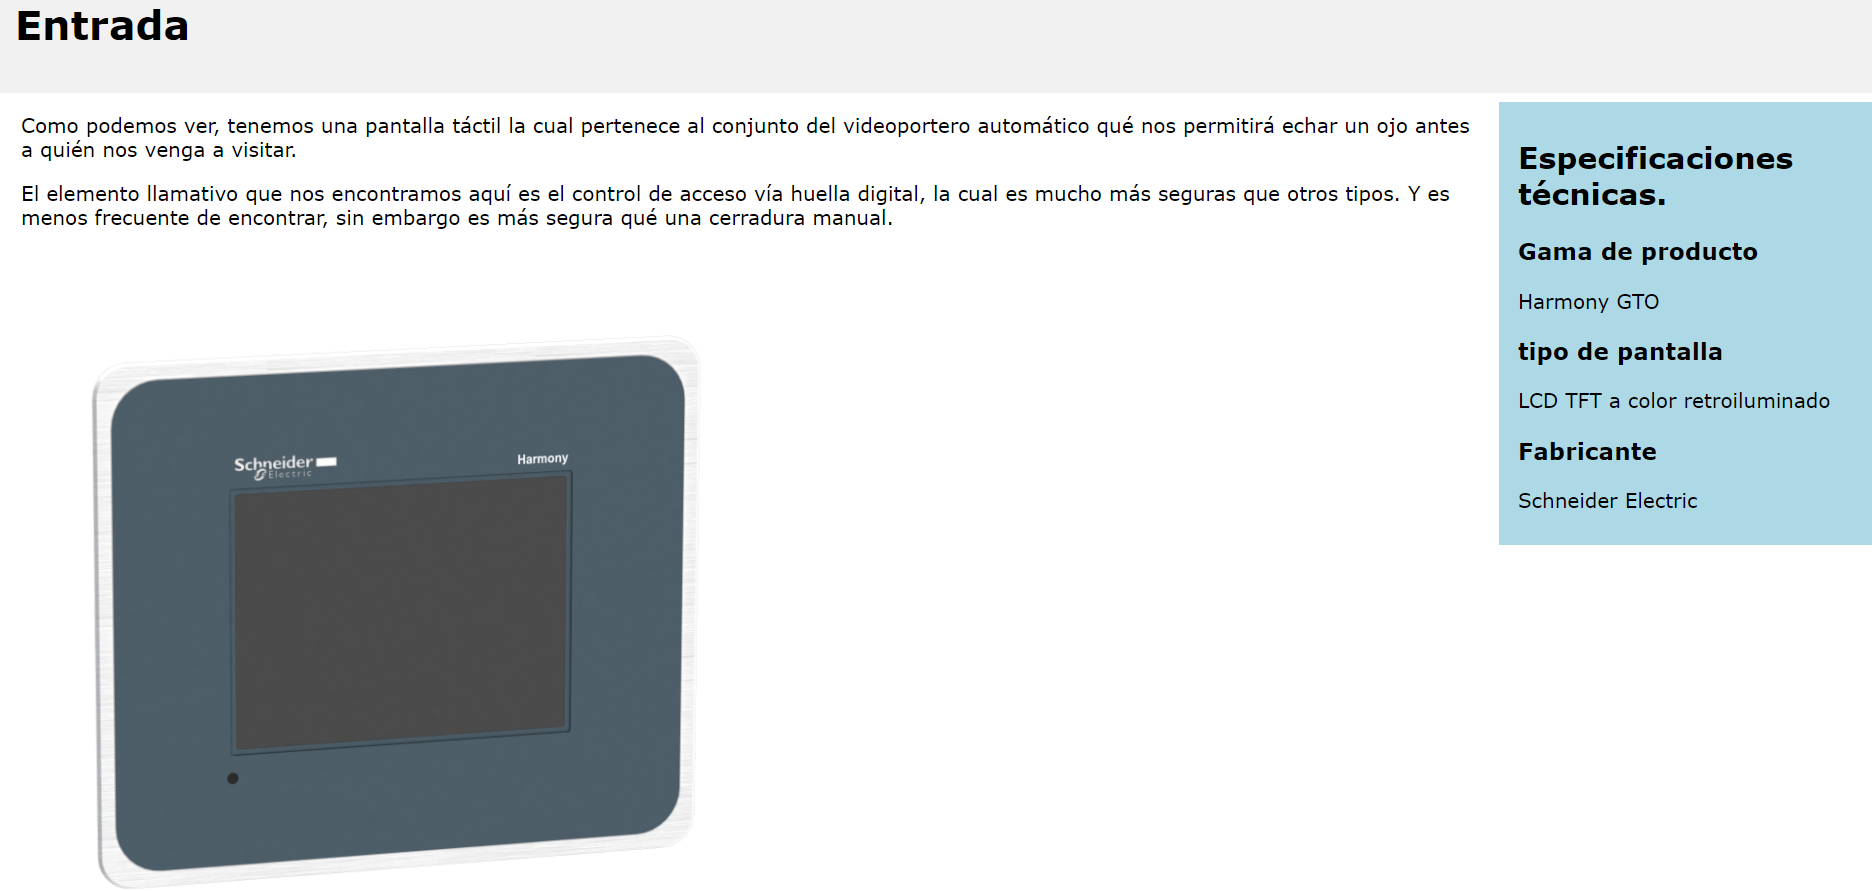 Entrada
Como podemos ver, tenemos una pantalla táctil la cual pertenece al conjunto del videoportero automático qué nos permitirá echar un ojo antes
a quién nos venga a visitar.
El elemento llamativo que nos encontramos aquí es el control de acceso vía huella digital, la cual es mucho más seguras que otros tipos. Y es
menos frecuente de encontrar, sin embargo es más segura qué una cerradura manual.
Schneider
Electric
Harmony
Especificaciones
técnicas.
Gama de producto
Harmony GTO
tipo de pantalla
LCD TFT a color retroiluminado
Fabricante
Schneider Electric